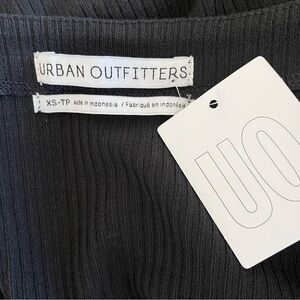 URBAN OUTFITTERS
XS-TP Made in Indonesia / Fabriqué en Indonésie
UO